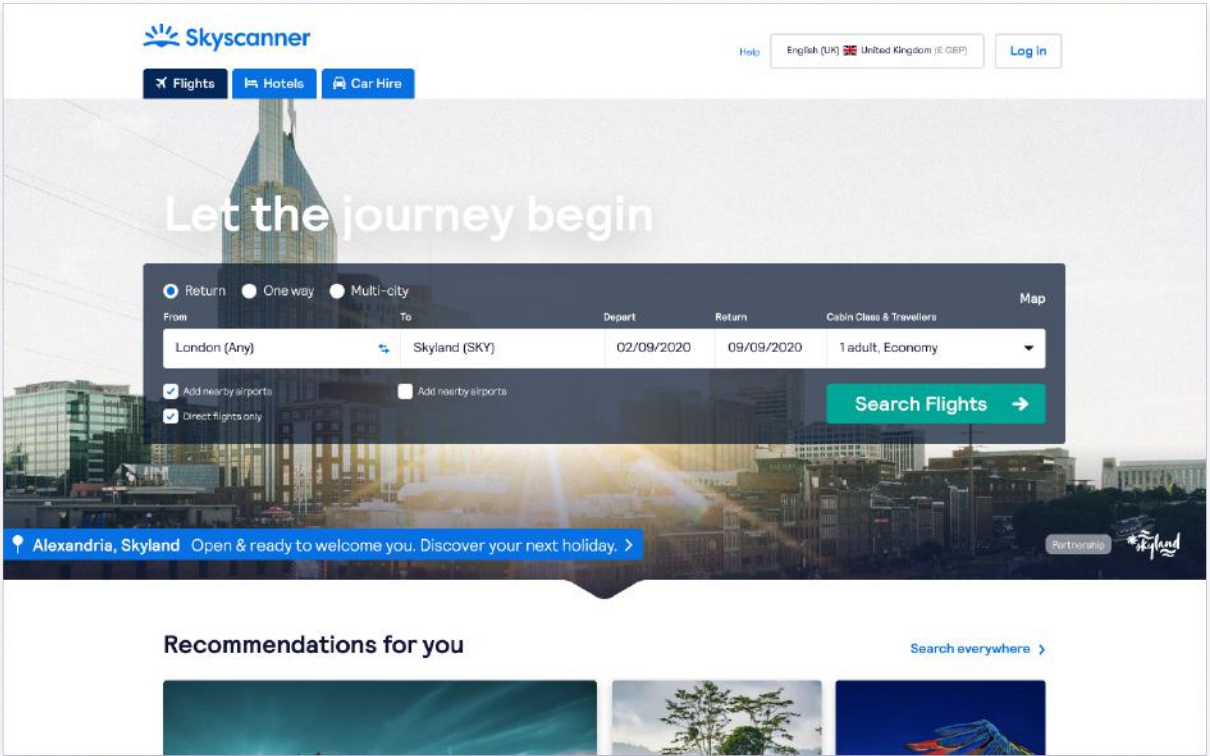 Skyscanner
Help
English (UK) United Kingdom (£ GBP)
Log in
Flights
Hotels
Car Hire
Let the journey begin
Return
One way
Multi-city
Map
From
To
Depart
Return
Cabin Class & Travellers
London (Any)
Skyland (SKY)
02/09/2020
09/09/2020
1 adult, Economy
Add nearby airports
Add nearby airports
Direct flights only
Search Flights
Alexandria, Skyland Open & ready to welcome you. Discover your next holiday.
Partnership
skyland
Recommendations for you
Search everywhere